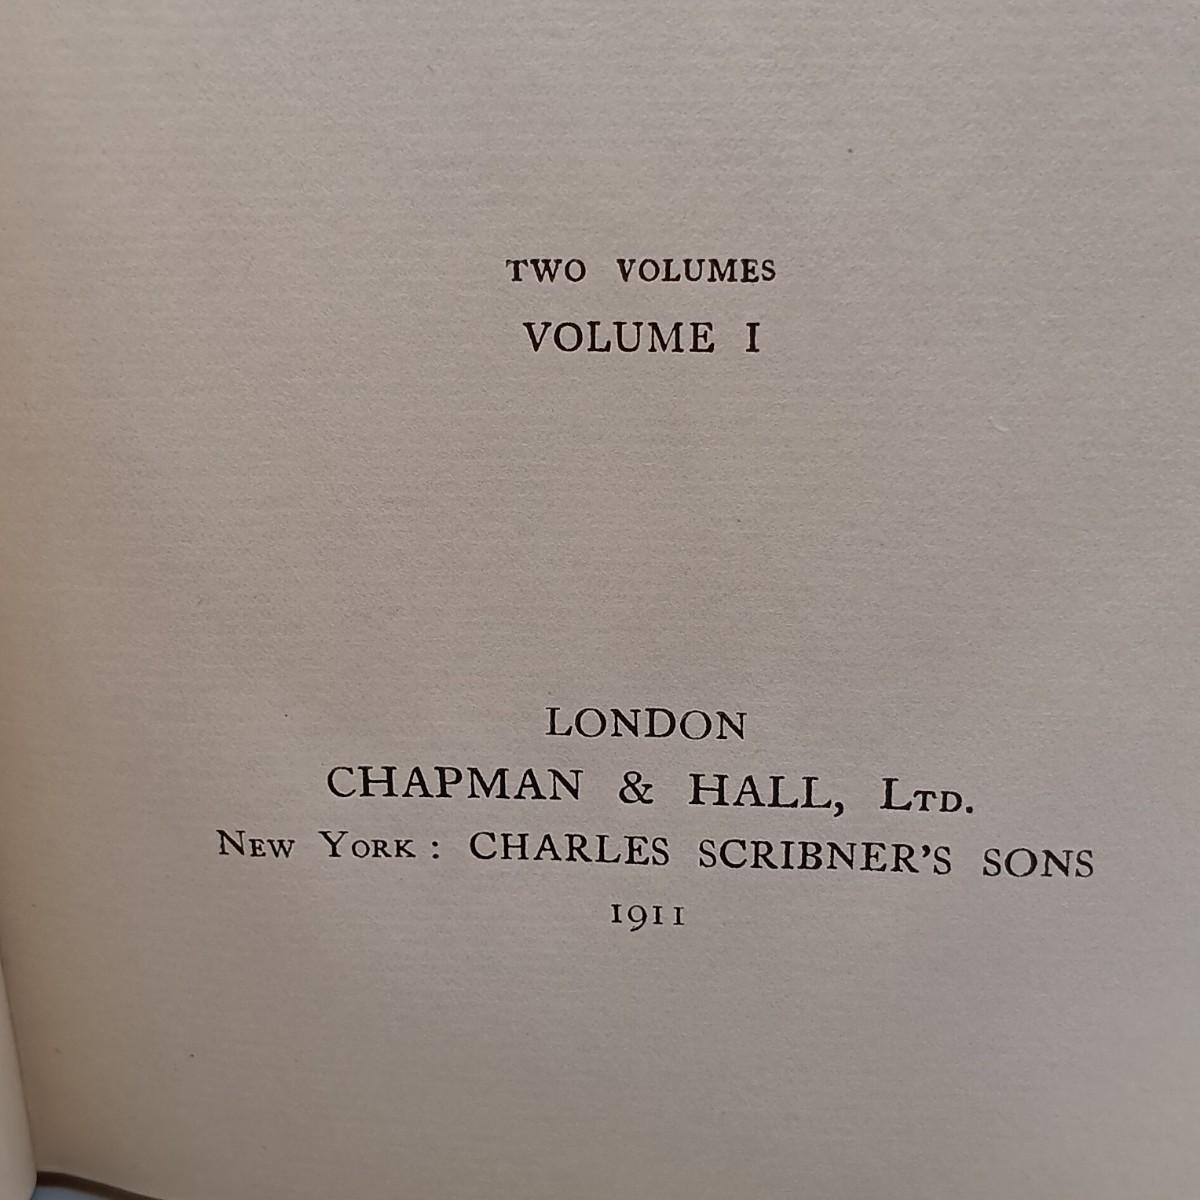 TWO VOLUMES
VOLUME I
LONDON
CHAPMAN & HALL, LTD.
NEW YORK: CHARLES SCRIBNER'S SONS
1911